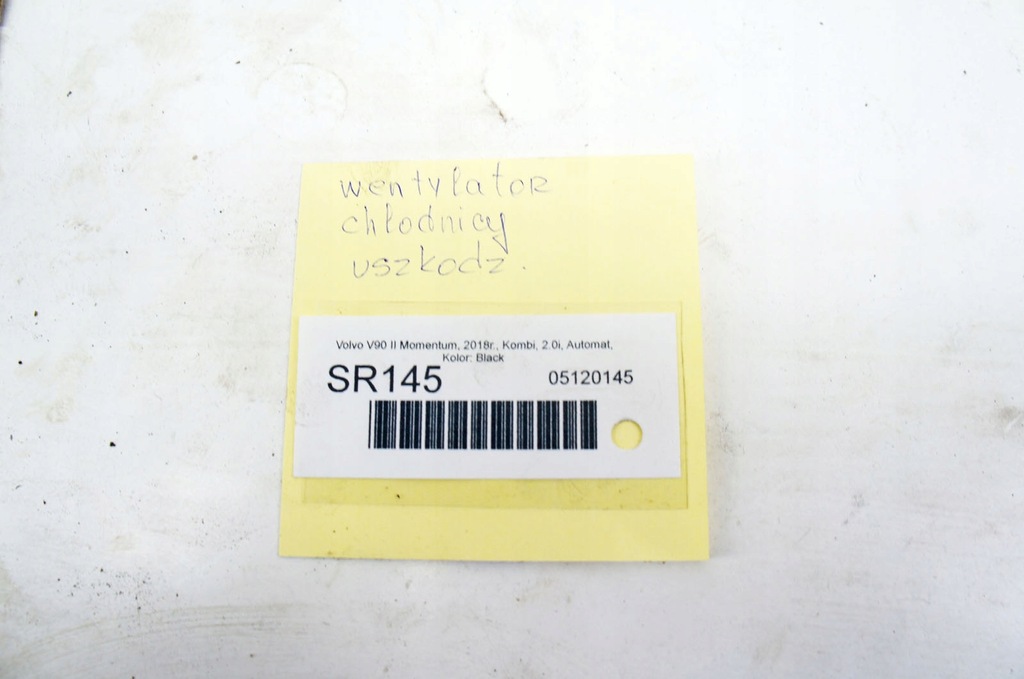 wentylator
chłodnicy
uszkodz.
Volvo V90 II Momentum, 2018r., Kombi, 2.0i, Automat,
Kolor: Black
SR145 05120145